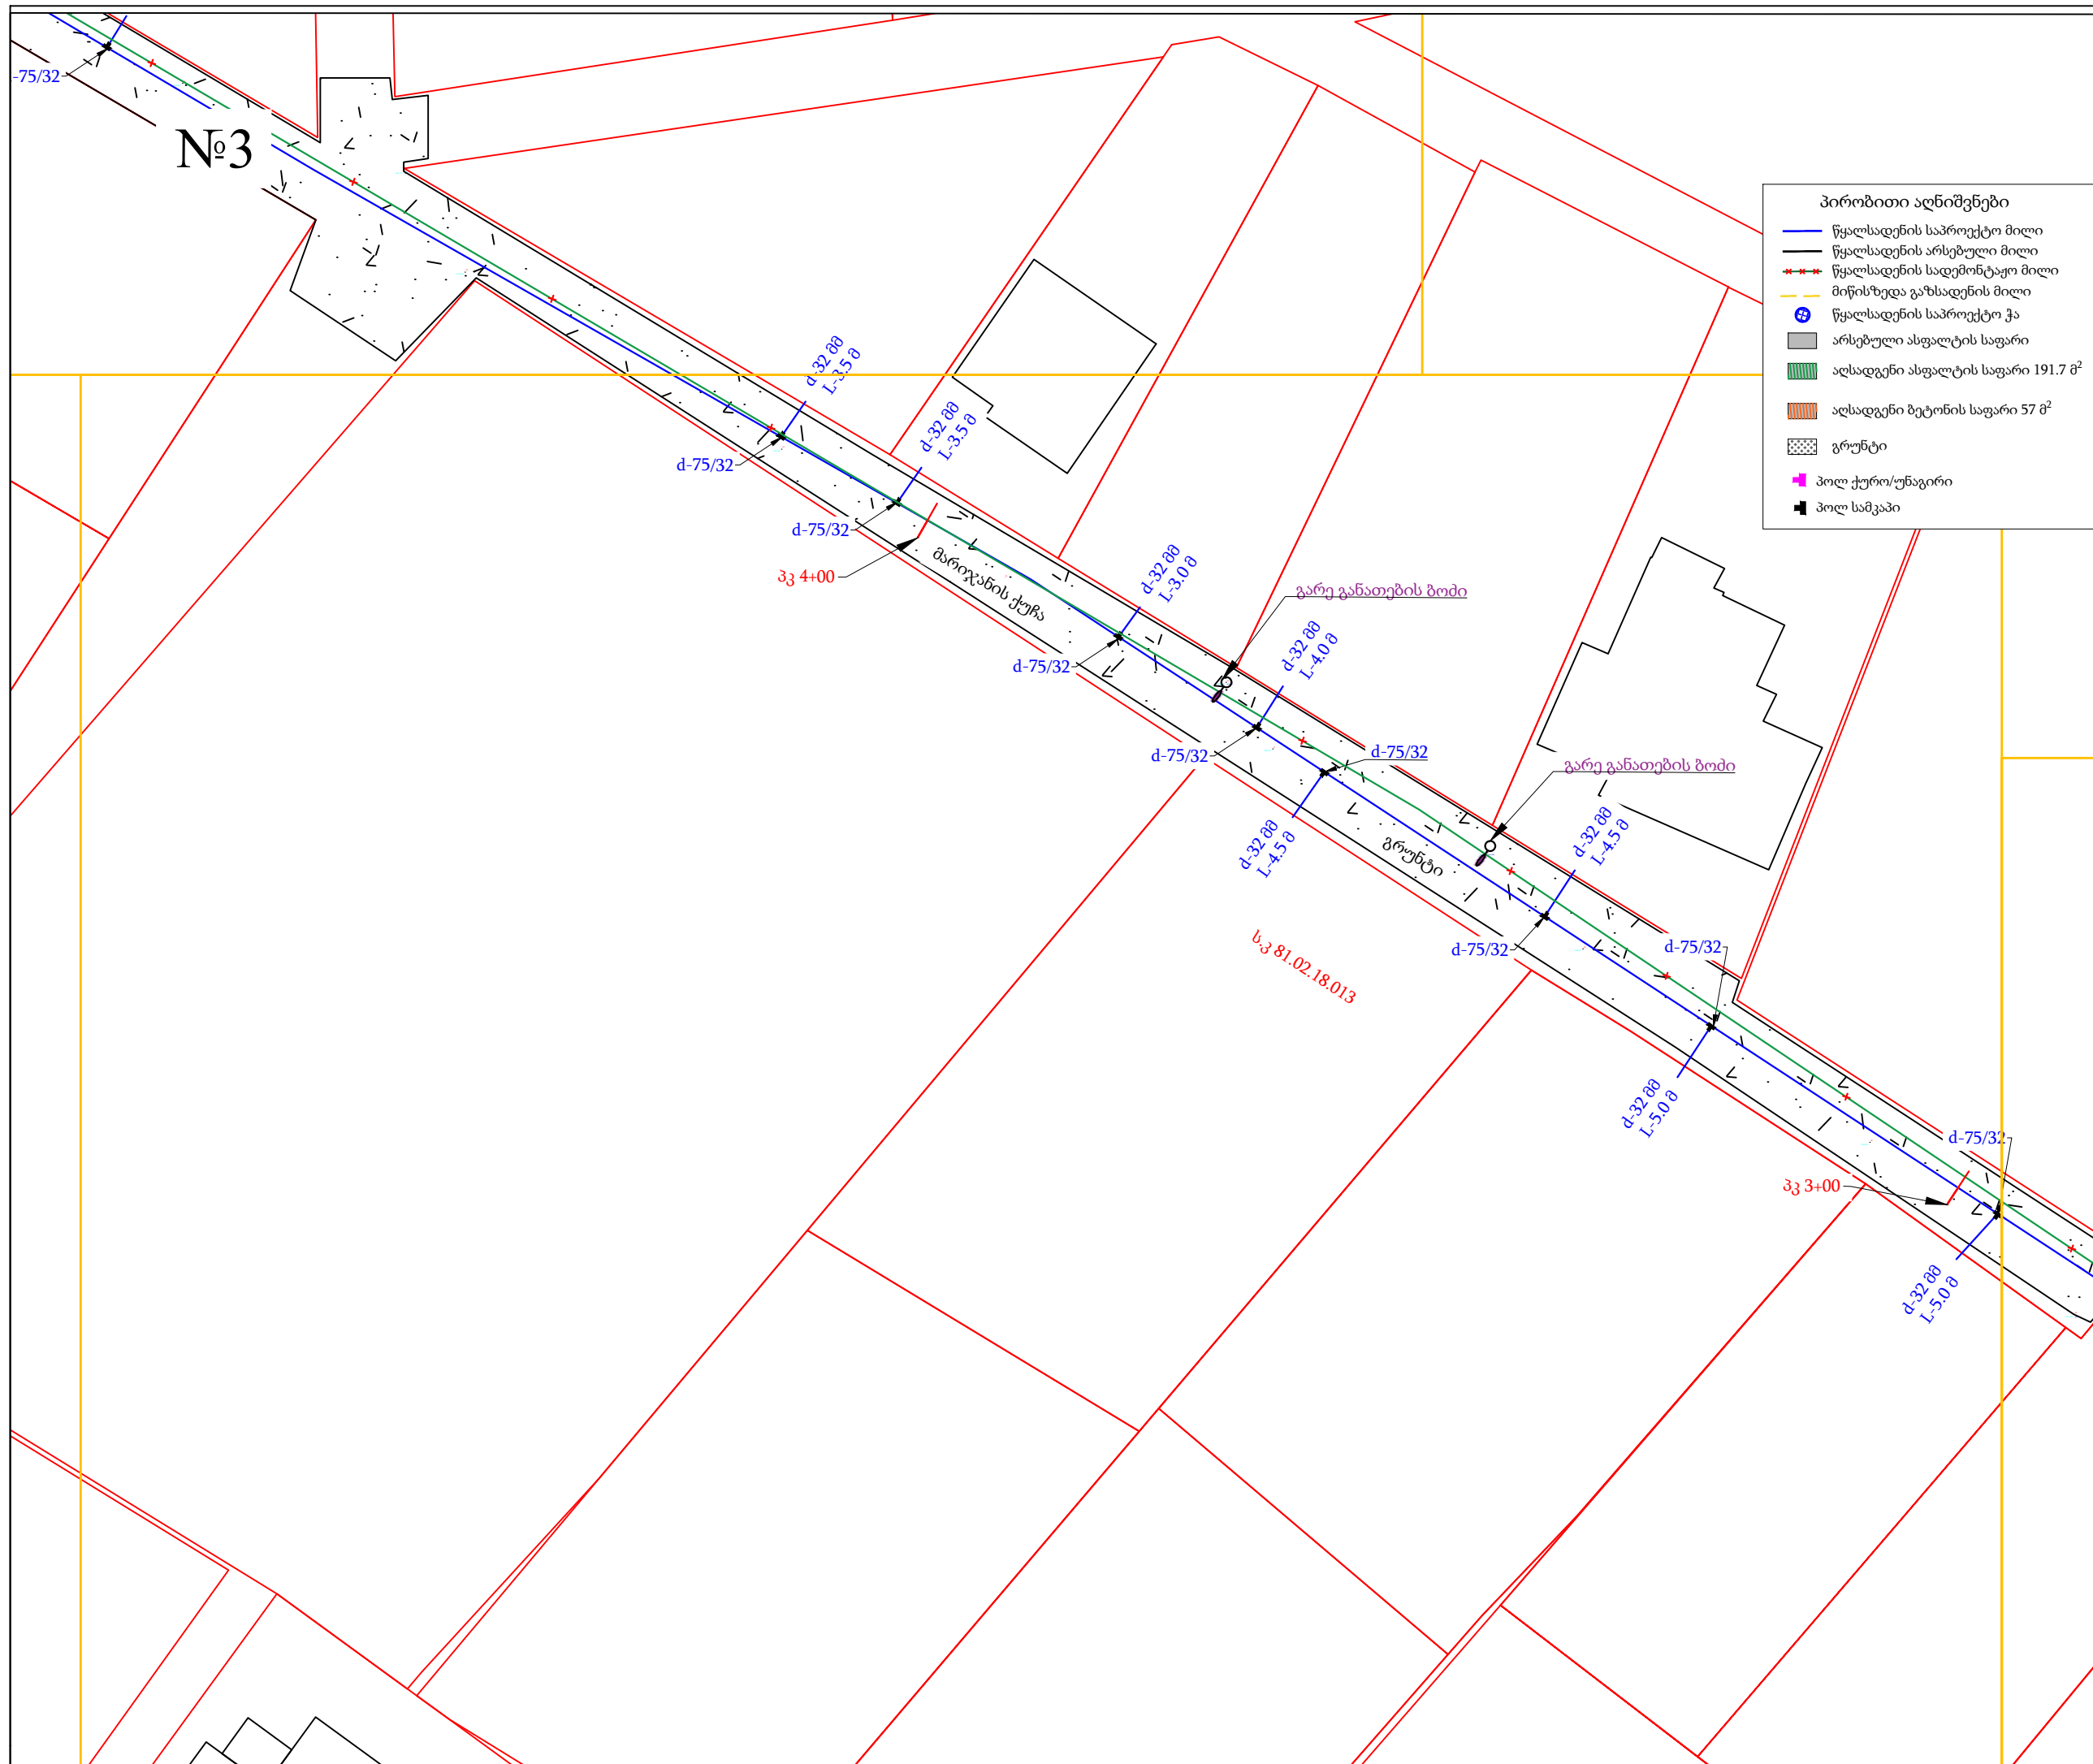 -75/32
№3
d-32 მმ
L-3.5 მ
d-75/32
d-32 მმ
L-3.5 მ
d-75/32
პკ 4+00
მარიჯანის ქუჩა
d-32 მმ
L-3.0 მ
d-75/32
გარე განათების ბოძი
d-32 მმ
L-4.0 მ
d-75/32
d-75/32
d-32 მმ
L-4.5 მ
გარე განათების ბოძი
გრუნტი
d-32 მმ
L-4.5 მ
d-75/32
ს.კ 81.02.18.013
d-75/32
d-32 მმ
L-5.0 მ
d-75/32
პკ 3+00
d-32 მმ
L-5.0 მ
პირობითი აღნიშვნები
წყალსადენის საპროექტო მილი
წყალსადენის არსებული მილი
წყალსადენის სადემონტაჟო მილი
მიწისზედა გაზსადენის მილი
წყალსადენის საპროექტო ჭა
არსებული ასფალტის საფარი
აღსადგენი ასფალტის საფარი 191.7 მ²
აღსადგენი ბეტონის საფარი 57 მ²
გრუნტი
პოლ ქურო/უნაგირი
პოლ სამკაპი